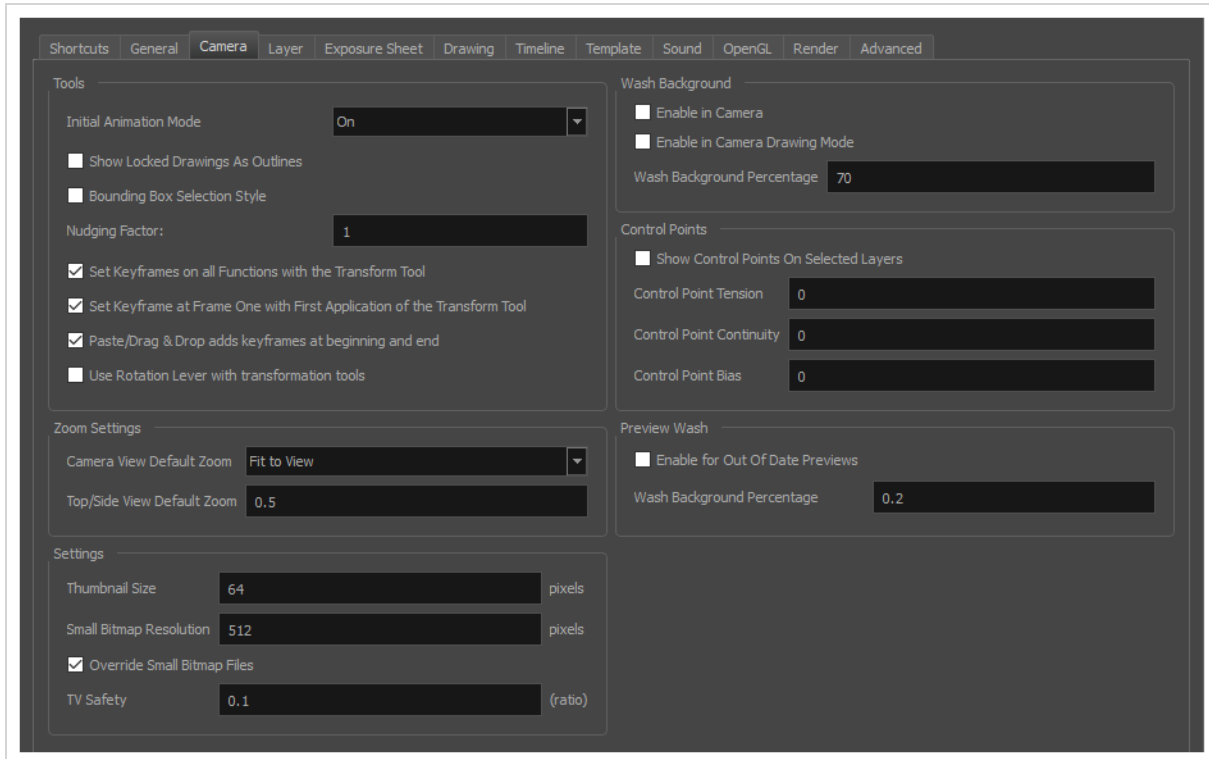 Shortcuts General Camera Layer Exposure Sheet Drawing Timeline Template Sound OpenGL Render Advanced
Tools
Initial Animation Mode On
Show Locked Drawings As Outlines
Bounding Box Selection Style
Nudging Factor: 1
Set Keyframes on all Functions with the Transform Tool
Set Keyframe at Frame One with First Application of the Transform Tool
Paste/Drag & Drop adds keyframes at beginning and end
Use Rotation Lever with transformation tools
Zoom Settings
Camera View Default Zoom Fit to View
Top/Side View Default Zoom 0.5
Settings
Thumbnail Size 64 pixels
Small Bitmap Resolution 512 pixels
Override Small Bitmap Files
TV Safety 0.1 (ratio)
Wash Background
Enable in Camera
Enable in Camera Drawing Mode
Wash Background Percentage 70
Control Points
Show Control Points On Selected Layers
Control Point Tension 0
Control Point Continuity 0
Control Point Bias 0
Preview Wash
Enable for Out Of Date Previews
Wash Background Percentage 0.2